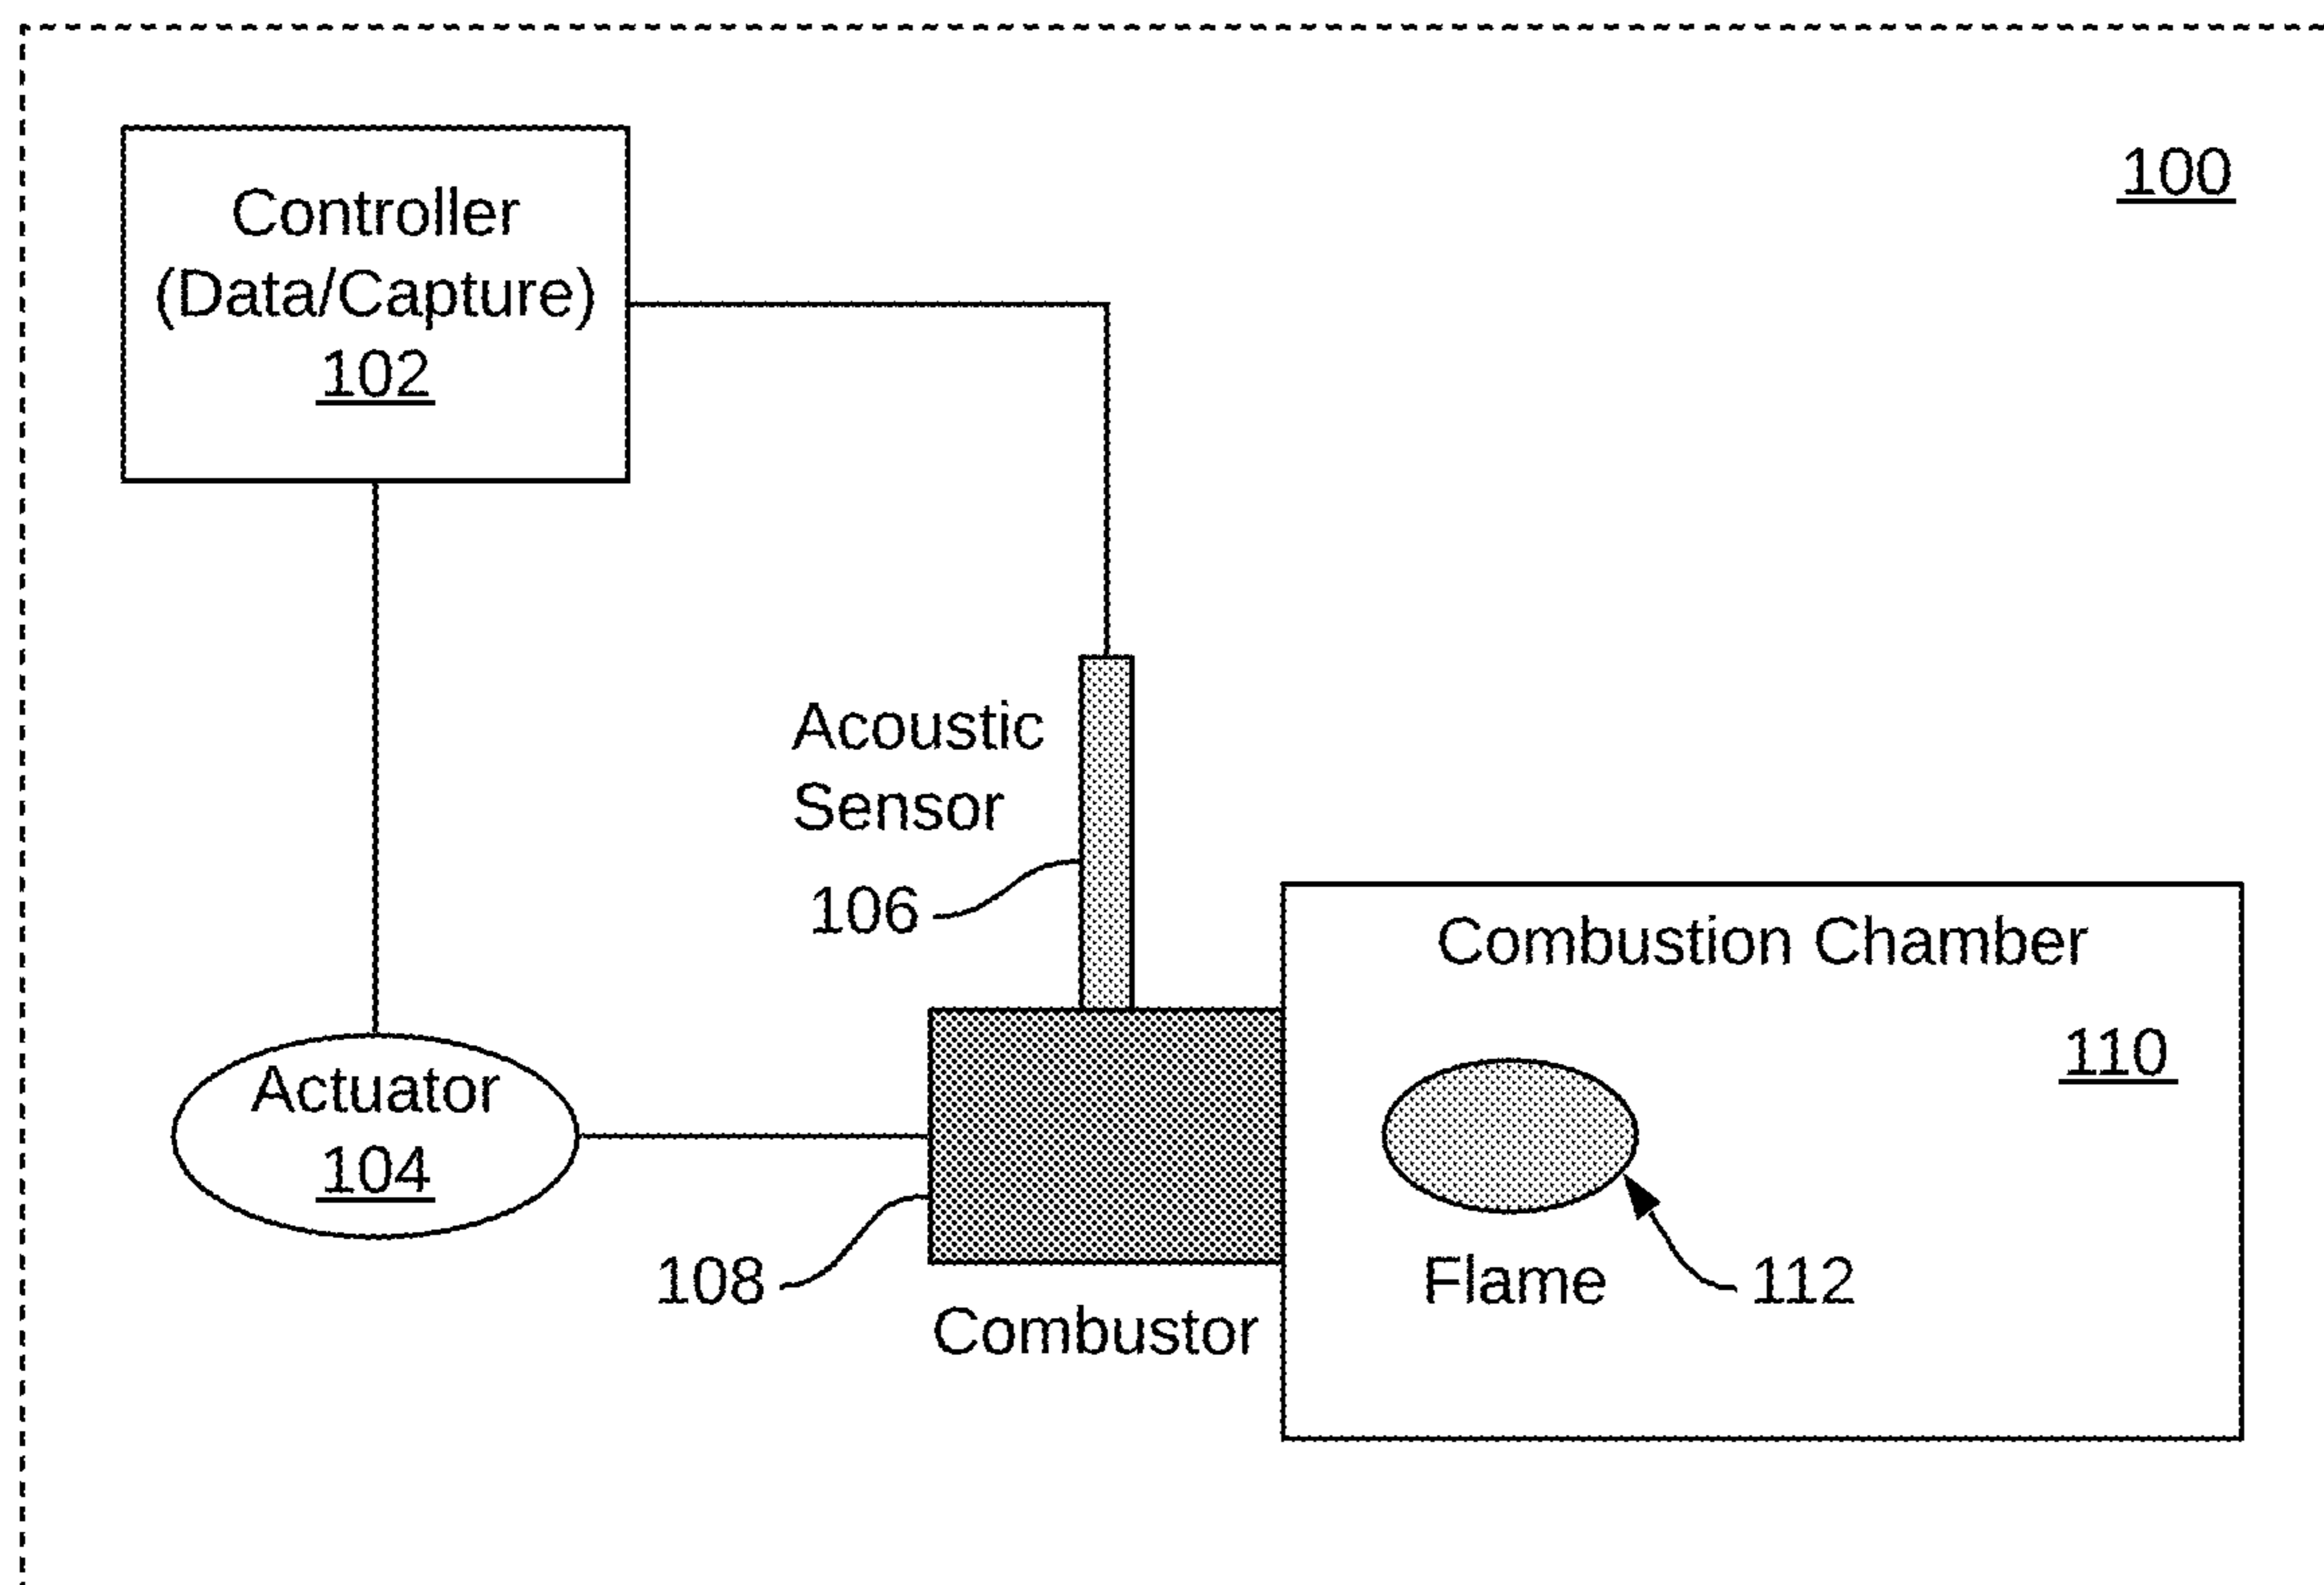 100
Controller
(Data/Capture)
102
Acoustic
Sensor
106
Combustion Chamber
110
Actuator
104
108
Combustor
Flame
112